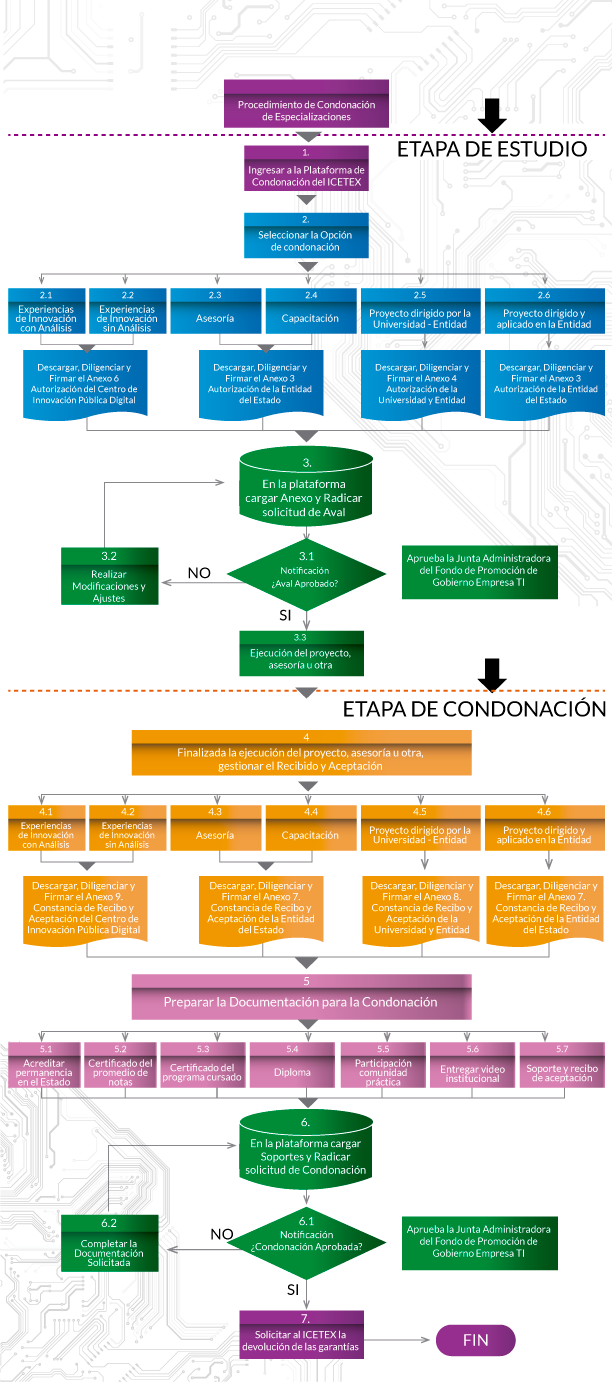 Procedimiento de Condonación
de Especializaciones
ETAPA DE ESTUDIO
1.
Ingresar a la Plataforma de
Condonación del ICETEX
2.
Seleccionar la Opción
de condonación
2.1
Experiencias
de Innovación
con Análisis
2.2
Experiencias
de Innovación
sin Análisis
2.3
Asesoría
2.4
Capacitación
2.5
Proyecto dirigido por la
Universidad - Entidad
2.6
Proyecto dirigido y
aplicado en la Entidad
Descargar, Diligenciar y
Firmar el Anexo 6
Autorización del Centro de
Innovación Pública Digital
Descargar, Diligenciar y
Firmar el Anexo 3
Autorización de la Entidad
del Estado
Descargar, Diligenciar y
Firmar el Anexo 4
Autorización de la
Universidad y Entidad
Descargar, Diligenciar y
Firmar el Anexo 3
Autorización de la Entidad
del Estado
3.
En la plataforma
cargar Anexo y Radicar
solicitud de Aval
3.1
Notificación
¿Aval Aprobado?
NO
3.2
Realizar
Modificaciones y
Ajustes
Aprueba la Junta Administradora
del Fondo de Promoción de
Gobierno Empresa TI
SI
3.3
Ejecución del proyecto,
asesoría u otra
ETAPA DE CONDONACIÓN
4
Finalizada la ejecución del proyecto, asesoría u otra,
gestionar el Recibido y Aceptación
4.1
Experiencias
de Innovación
con Análisis
4.2
Experiencias
de Innovación
sin Análisis
4.3
Asesoría
4.4
Capacitación
4.5
Proyecto dirigido por la
Universidad - Entidad
4.6
Proyecto dirigido y
aplicado en la Entidad
Descargar, Diligenciar y
Firmar el Anexo 9.
Constancia de Recibo y
Aceptación del Centro de
Innovación Pública Digital
Descargar, Diligenciar y
Firmar el Anexo 7.
Constancia de Recibo y
Aceptación de la Entidad
del Estado
Descargar, Diligenciar y
Firmar el Anexo 8.
Constancia de Recibo y
Aceptación de la
Universidad y Entidad
Descargar, Diligenciar y
Firmar el Anexo 7.
Constancia de Recibo y
Aceptación de la Entidad
del Estado
5
Preparar la Documentación para la Condonación
5.1
Acreditar
permanencia
en el Estado
5.2
Certificado del
promedio de
notas
5.3
Certificado del
programa cursado
5.4
Diploma
5.5
Participación
comunidad
práctica
5.6
Entregar video
institucional
5.7
Soporte y recibo
de aceptación
6.
En la plataforma cargar
Soportes y Radicar
solicitud de Condonación
6.1
Notificación
¿Condonación Aprobada?
NO
6.2
Completar la
Documentación
Solicitada
Aprueba la Junta Administradora
del Fondo de Promoción de
Gobierno Empresa TI
SI
7.
Solicitar al ICETEX la
devolución de las garantías
FIN